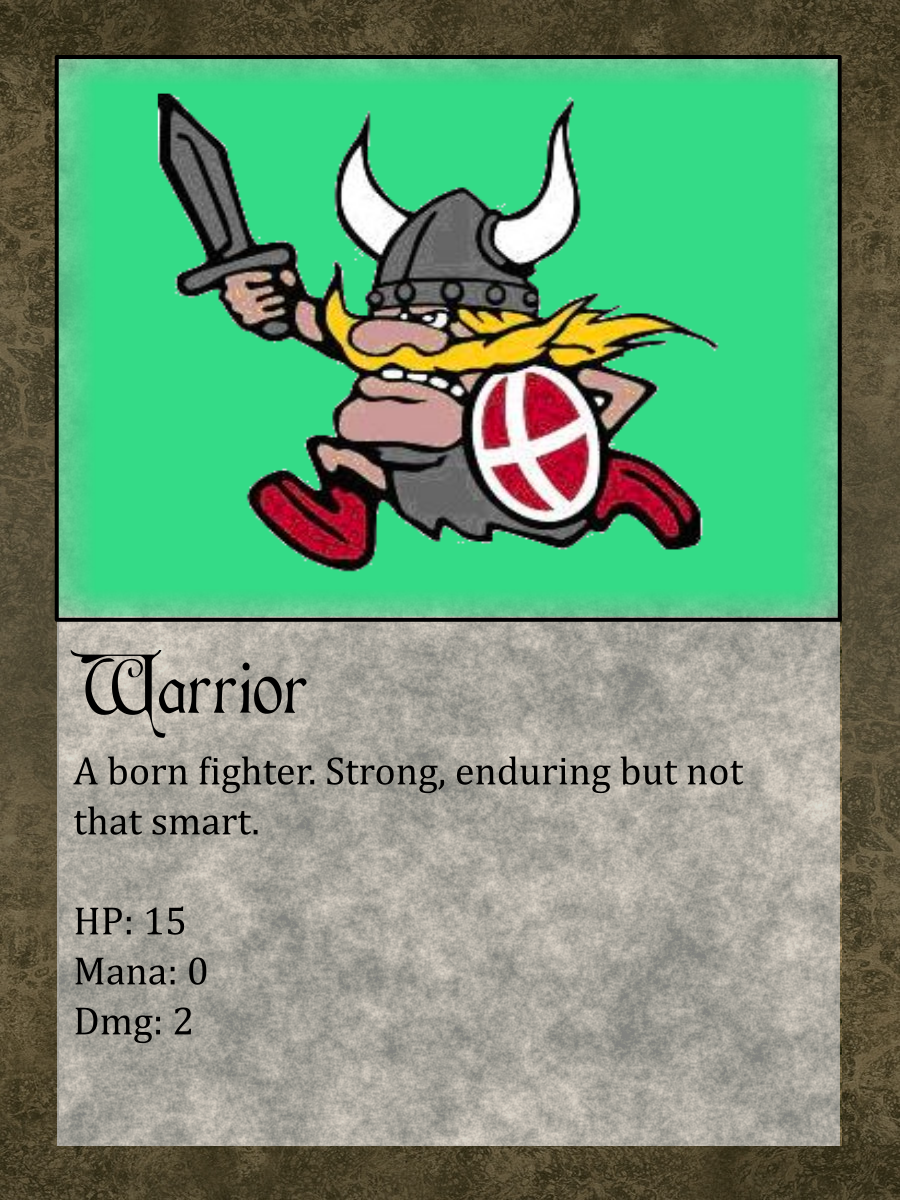 Warrior
A born fighter. Strong, enduring but not
that smart.
HP: 15
Mana: 0
Dmg: 2